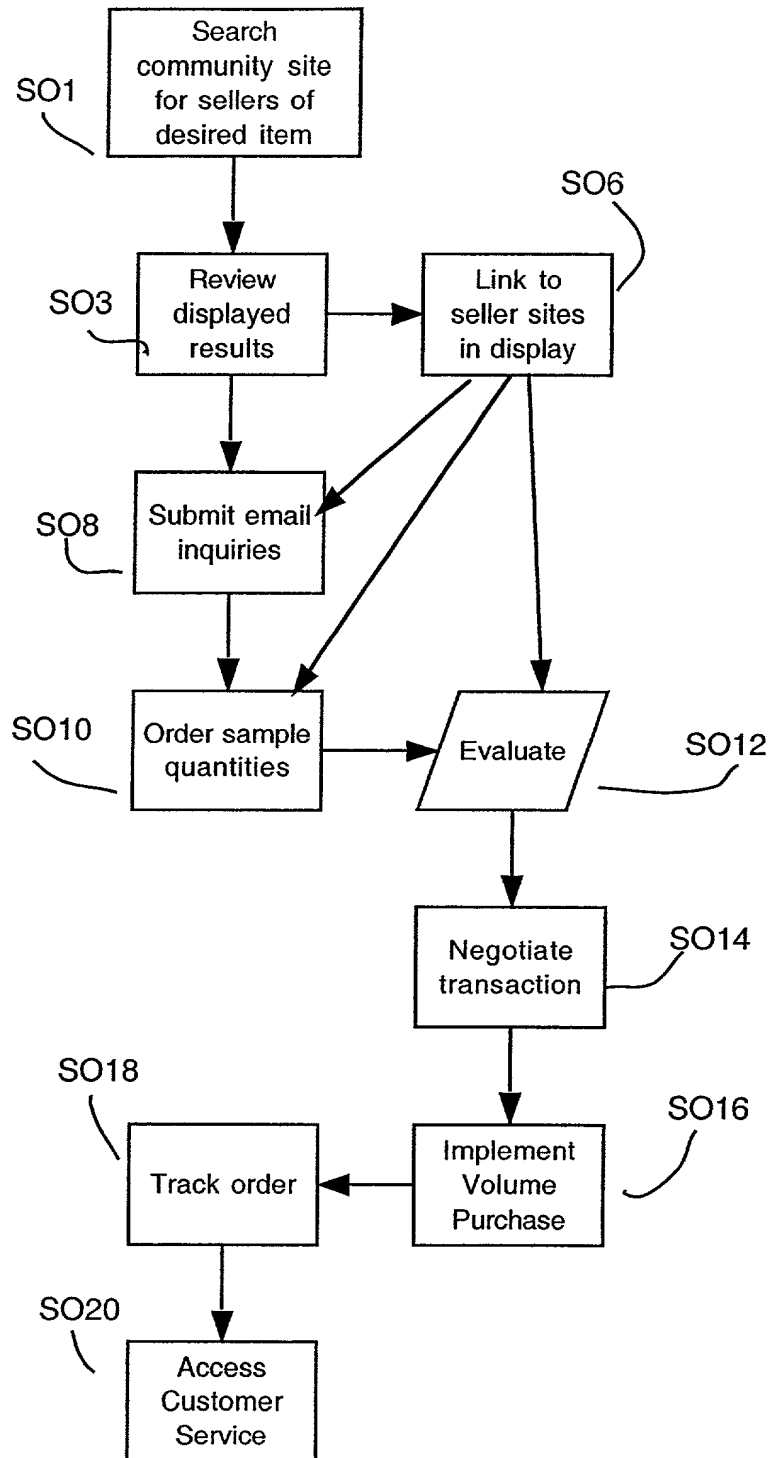 Search
community site
for sellers of
desired item
SO1
SO6
Review
displayed
results
SO3
Link to
seller sites
in display
Submit email
inquiries
SO8
Order sample
quantities
SO10
Evaluate
SO12
Negotiate
transaction
SO14
SO18
Track order
Implement
Volume
Purchase
SO16
SO20
Access
Customer
Service